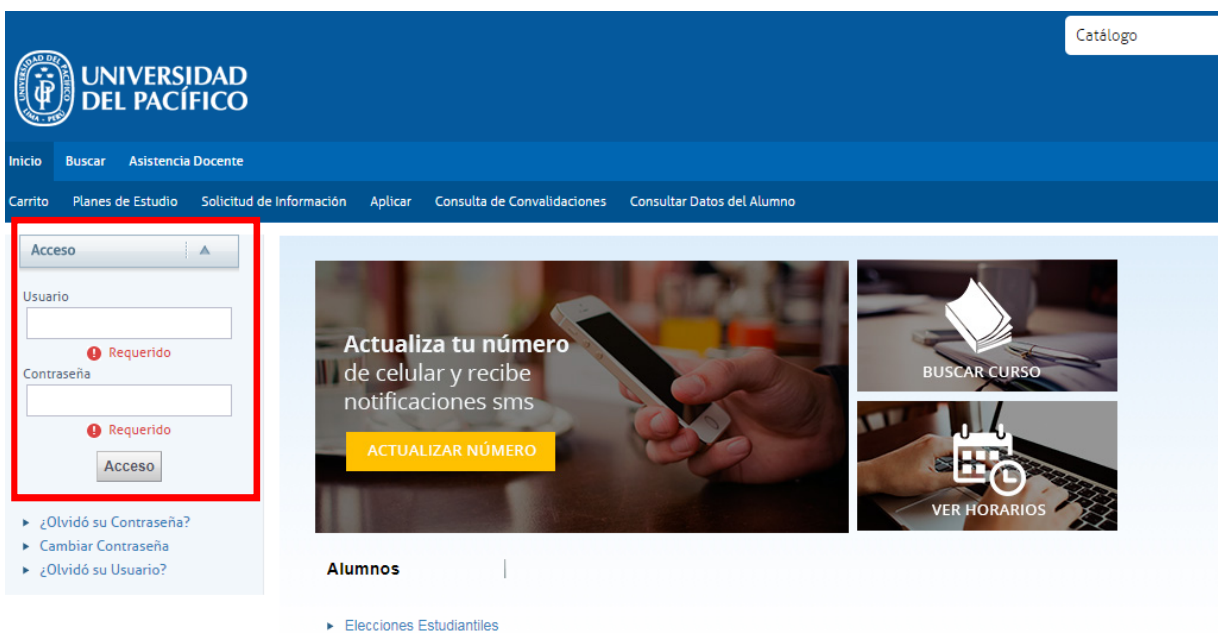 Catálogo
UNIVERSIDAD
DEL PACÍFICO
Inicio Buscar Asistencia Docente
Carrito Planes de Estudio Solicitud de Información Aplicar Consulta de Convalidaciones Consultar Datos del Alumno
Acceso
Usuario
Requerido
Contraseña
Requerido
Acceso
¿Olvidó su Contraseña?
Cambiar Contraseña
¿Olvidó su Usuario?
Actualiza tu número
de celular y recibe
notificaciones sms
ACTUALIZAR NÚMERO
BUSCAR CURSO
VER HORARIOS
Alumnos
Elecciones Estudiantiles